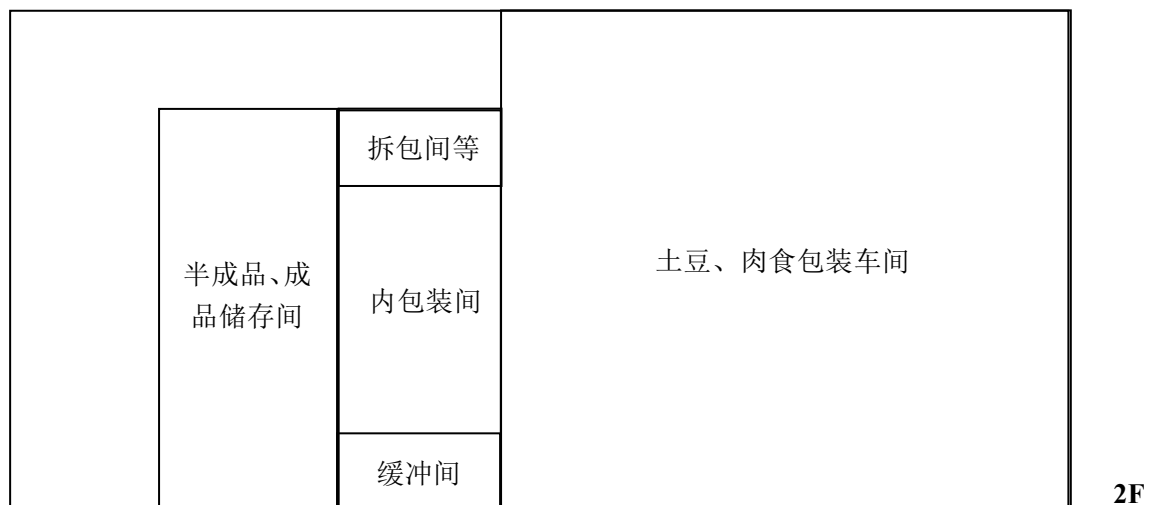 拆包间等
半成品、成
品储存间
内包装间
土豆、肉食包装车间
缓冲间
2F